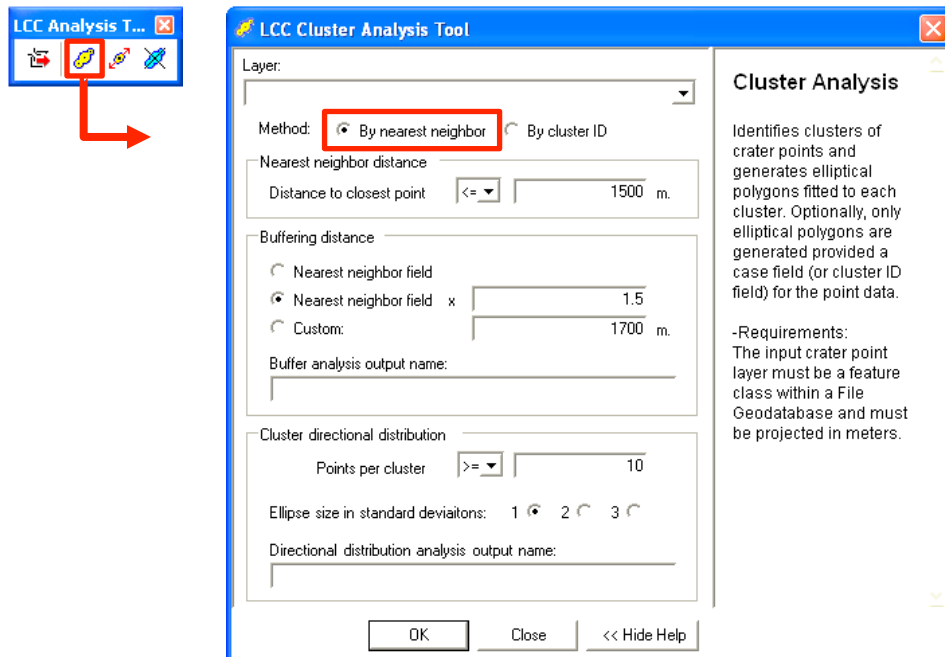 LCC Analysis T...
LCC Cluster Analysis Tool
Layer:
Method: By nearest neighbor By cluster ID
Nearest neighbor distance
Distance to closest point <= 1500 m.
Buffering distance
Nearest neighbor field
Nearest neighbor field x 1.5
Custom: 1700 m.
Buffer analysis output name:
Cluster directional distribution
Points per cluster >= 10
Ellipse size in standard deviaitons: 1 2 3
Directional distribution analysis output name:
OK Close << Hide Help
Cluster Analysis
Identifies clusters of
crater points and
generates elliptical
polygons fitted to each
cluster. Optionally, only
elliptical polygons are
generated provided a
case field (or cluster ID
field) for the point data.
-Requirements:
The input crater point
layer must be a feature
class within a File
Geodatabase and must
be projected in meters.